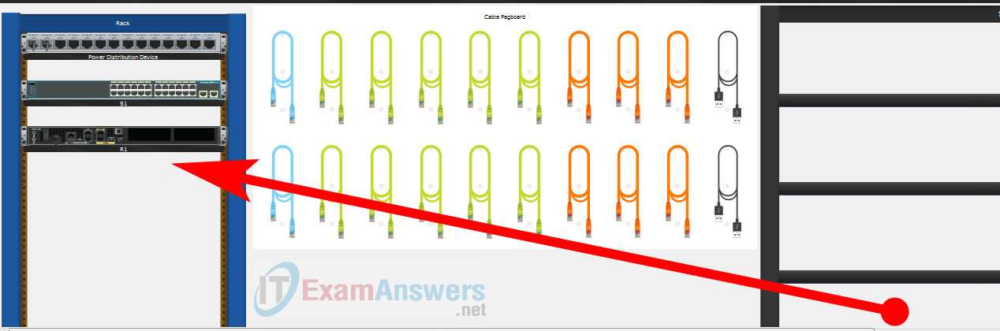 Rack
Cable Pegboard
Power Distribution Device
S1
R1
ITExamAnswers
.net